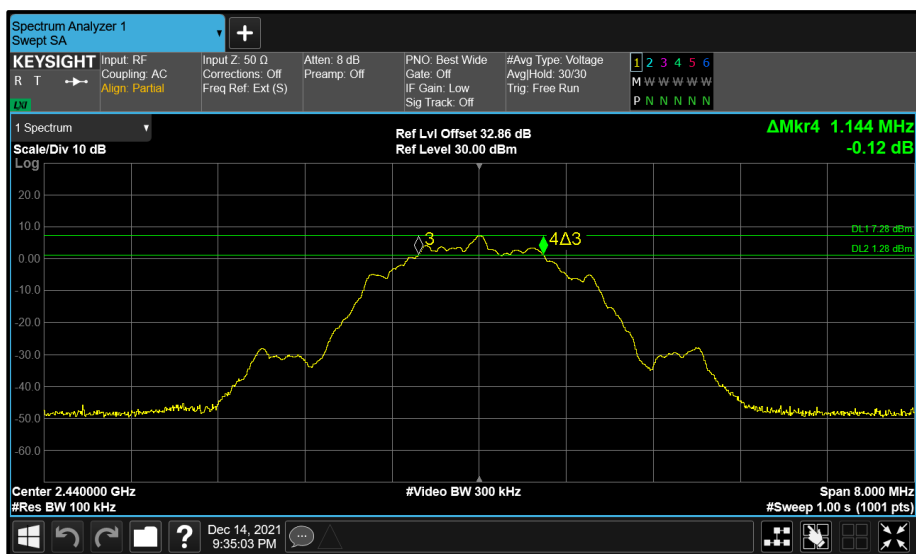 Spectrum Analyzer 1
Swept SA
+
KEYSIGHT
R T
LXI
Input: RF
Coupling: AC
Align: Partial
Input Z: 50 Ω
Corrections: Off
Freq Ref: Ext (S)
Atten: 8 dB
Preamp: Off
PNO: Best Wide
Gate: Off
IF Gain: Low
Sig Track: Off
#Avg Type: Voltage
Avg|Hold: 30/30
Trig: Free Run
1 2 3 4 5 6
M W W W W W
P N N N N N
1 Spectrum
Scale/Div 10 dB
Log
Ref Lvl Offset 32.86 dB
Ref Level 30.00 dBm
ΔMkr4 1.144 MHz
-0.12 dB
20.0
10.0
0.00
-10.0
-20.0
-30.0
-40.0
-50.0
-60.0
3
4Δ3
DL1 7.28 dBm
DL2 1.28 dBm
Center 2.440000 GHz
#Res BW 100 kHz
#Video BW 300 kHz
Span 8.000 MHz
#Sweep 1.00 s (1001 pts)
?
Dec 14, 2021
9:35:03 PM